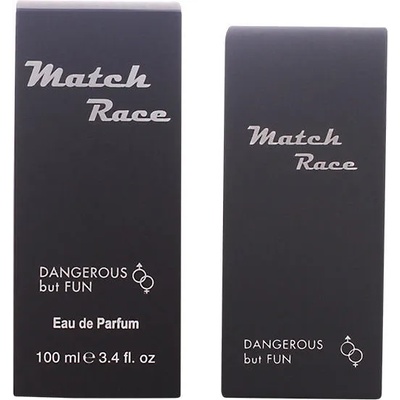 Match
Race
DANGEROUS
but FUN
Eau de Parfum
100 ml ℮ 3.4 fl. oz
Match
Race
DANGEROUS
but FUN